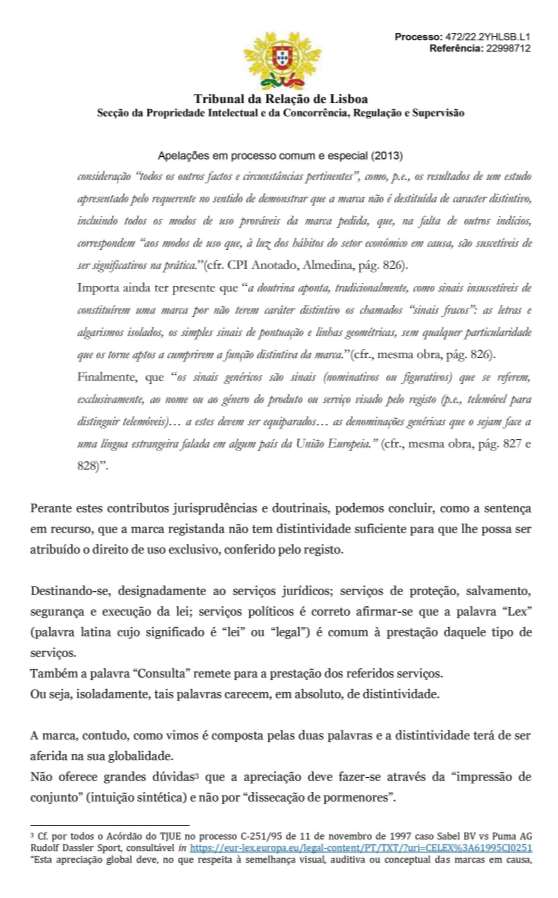 Processo: 472/22.2YHLSB.L1
Referência: 22998712
Tribunal da Relação de Lisboa
Secção da Propriedade Intelectual e da Concorrência, Regulação e Supervisão
Apelações em processo comum e especial (2013)
consideração “todos os outros factos e circunstâncias pertinentes”, como, p.e., os resultados de um estudo
apresentado pelo requerente no sentido de demonstrar que a marca não é destituída de caracter distintivo,
incluindo todos os modos de uso prováveis da marca pedida, que, na falta de outros indícios,
correspondem “aos modos de uso que, à luz dos hábitos do setor económico em causa, são suscetíveis de
ser significativos na prática.”(cfr. CPI Anotado, Almedina, pág. 826).
Importa ainda ter presente que “a doutrina aponta, tradicionalmente, como sinais insuscetíveis de
constituírem uma marca por não terem caráter distintivo os chamados “sinais fracos”: as letras e
algarismos isolados, os simples sinais de pontuação e linhas geométricas, sem qualquer particularidade
que os torne aptos a cumprirem a função distintiva da marca.”(cfr., mesma obra, pág. 826).
Finalmente, que “os sinais genéricos são sinais (nominativos ou figurativos) que se referem,
exclusivamente, ao nome ou ao género do produto ou serviço visado pelo registo (p.e., telemóvel para
distinguir telemóveis)… a estes devem ser equiparados… as denominações genéricas que o sejam face a
uma língua estrangeira falada em algum país da União Europeia.” (cfr., mesma obra, pág. 827 e
828)”.
Perante estes contributos jurisprudências e doutrinais, podemos concluir, como a sentença
em recurso, que a marca registanda não tem distintividade suficiente para que lhe possa ser
atribuído o direito de uso exclusivo, conferido pelo registo.
Destinando-se, designadamente ao serviços jurídicos; serviços de proteção, salvamento,
segurança e execução da lei; serviços políticos é correto afirmar-se que a palavra “Lex”
(palavra latina cujo significado é “lei” ou “legal”) é comum à prestação daquele tipo de
serviços.
Também a palavra “Consulta” remete para a prestação dos referidos serviços.
Ou seja, isoladamente, tais palavras carecem, em absoluto, de distintividade.
A marca, contudo, como vimos é composta pelas duas palavras e a distintividade terá de ser
aferida na sua globalidade.
Não oferece grandes dúvidas³ que a apreciação deve fazer-se através da “impressão de
conjunto” (intuição sintética) e não por “dissecação de pormenores”.
³ Cf. por todos o Acórdão do TJUE no processo C-251/95 de 11 de novembro de 1997 caso Sabel BV vs Puma AG
Rudolf Dassler Sport, consultável in https://eur-lex.europa.eu/legal-content/PT/TXT/?uri=CELEX%3A61995CJ0251
“Esta apreciação global deve, no que respeita à semelhança visual, auditiva ou conceptual das marcas em causa,